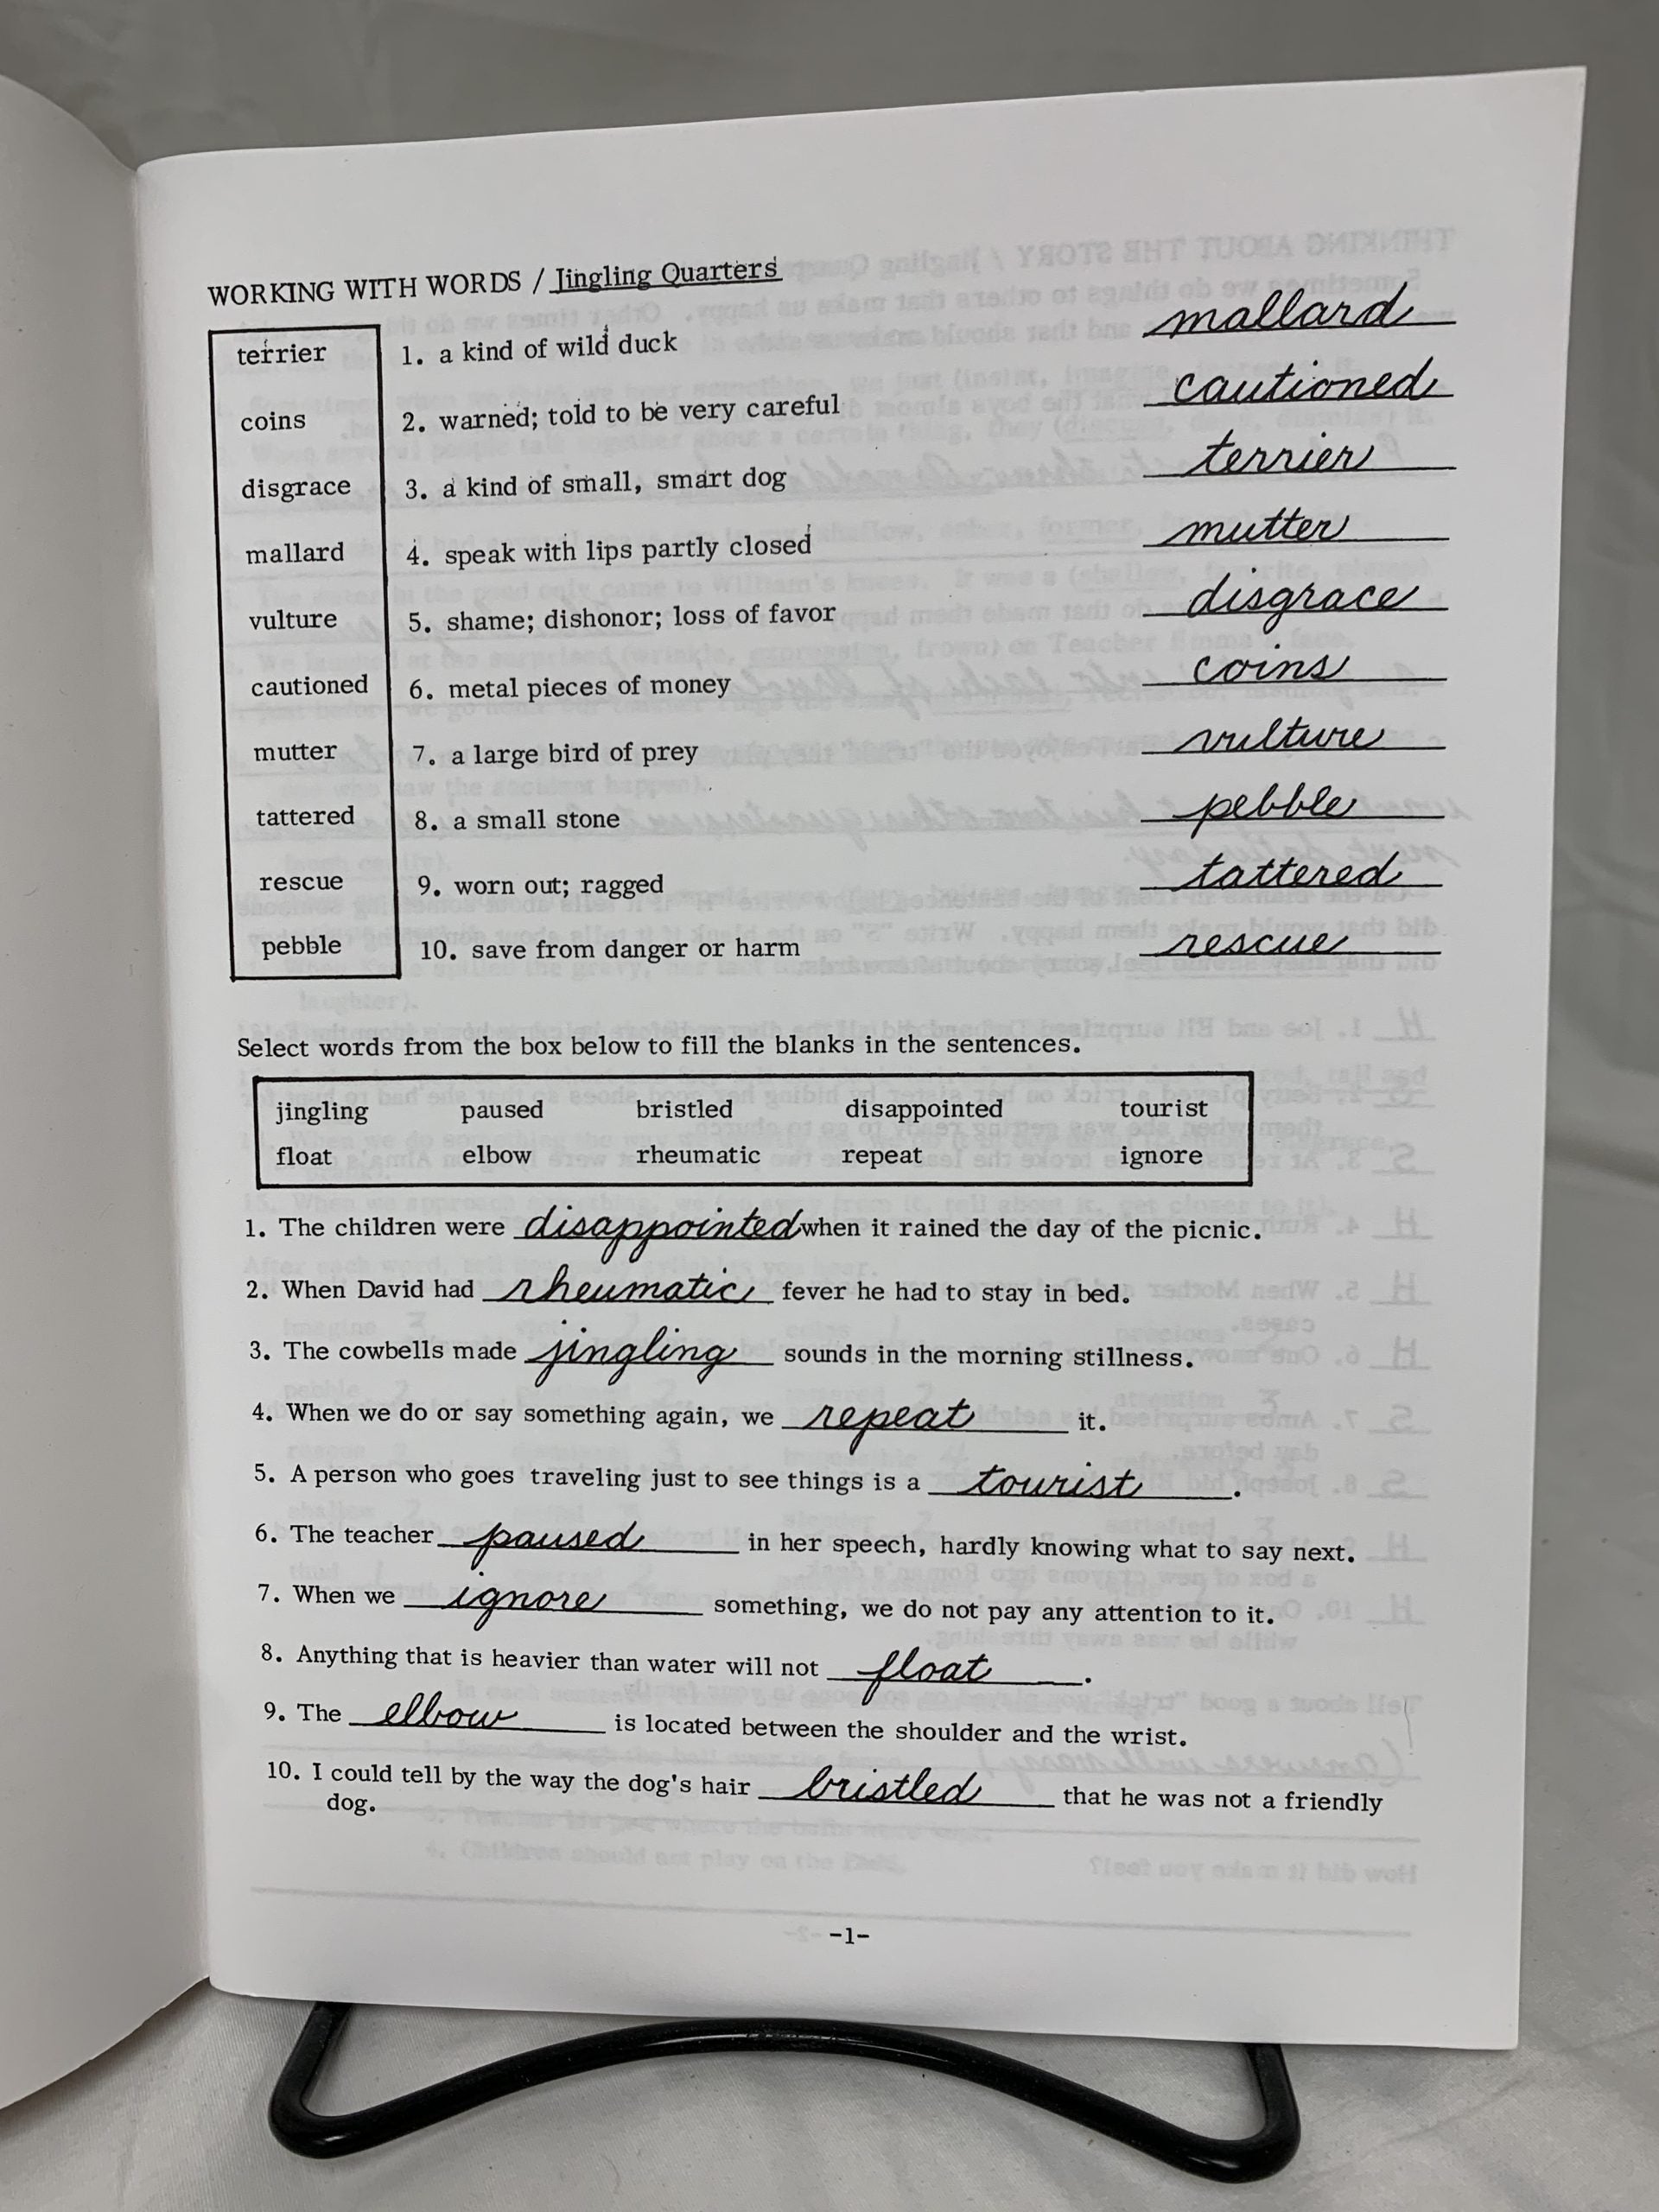 WORKING WITH WORDS / Jingling Quarters
terrier 1. a kind of wild duck mallard
coins 2. warned; told to be very careful cautioned
disgrace 3. a kind of small, smart dog terrier
mallard 4. speak with lips partly closed mutter
vulture 5. shame; dishonor; loss of favor disgrace
cautioned 6. metal pieces of money coins
mutter 7. a large bird of prey vulture
tattered 8. a small stone pebble
rescue 9. worn out; ragged tattered
pebble 10. save from danger or harm rescue
Select words from the box below to fill the blanks in the sentences.
jingling paused bristled disappointed tourist
float elbow rheumatic repeat ignore
1. The children were disappointed when it rained the day of the picnic.
2. When David had rheumatic fever he had to stay in bed.
3. The cowbells made jingling sounds in the morning stillness.
4. When we do or say something again, we repeat it.
5. A person who goes traveling just to see things is a tourist.
6. The teacher paused in her speech, hardly knowing what to say next.
7. When we ignore something, we do not pay any attention to it.
8. Anything that is heavier than water will not float.
9. The elbow is located between the shoulder and the wrist.
10. I could tell by the way the dog's hair bristled that he was not a friendly
dog.
-1-